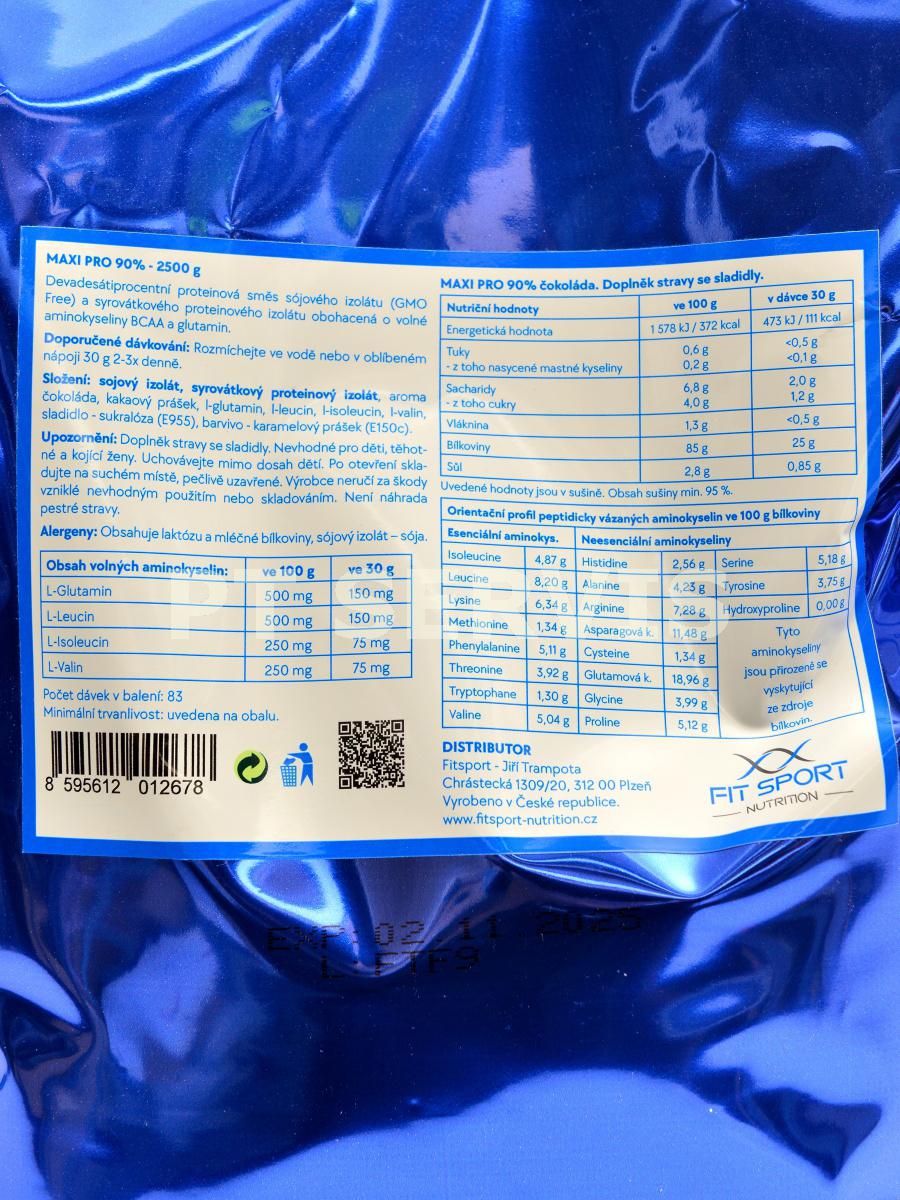 MAXI PRO 90% - 2500 g
Devadesátiprocentní proteinová směs sójového izolátu (GMO
Free) a syrovátkového proteinového izolátu obohacená o volné
aminokyseliny BCAA a glutamin.
Doporučené dávkování: Rozmíchejte ve vodě nebo v oblíbeném
nápoji 30 g 2-3x denně.
Složení: sojový izolát, syrovátkový proteinový izolát, aroma
čokoláda, kakaový prášek, l-glutamin, l-leucin, l-isoleucin, l-valin,
sladidlo - sukralóza (E955), barvivo - karamelový prášek (E150c).
Upozornění: Doplněk stravy se sladidly. Nevhodné pro děti, těhot-
né a kojící ženy. Uchovávejte mimo dosah dětí. Po otevření skla-
dujte na suchém místě, pečlivě uzavřené. Výrobce neručí za škody
vzniklé nevhodným použitím nebo skladováním. Není náhrada
pestré stravy.
Alergeny: Obsahuje laktózu a mléčné bílkoviny, sójový izolát – sója.
Obsah volných aminokyselin: ve 100 g ve 30 g
L-Glutamin 500 mg 150 mg
L-Leucin 500 mg 150 mg
L-Isoleucin 250 mg 75 mg
L-Valin 250 mg 75 mg
Počet dávek v balení: 83
Minimální trvanlivost: uvedena na obalu.
8 595612 012678
MAXI PRO 90% čokoláda. Doplněk stravy se sladidly.
Nutriční hodnoty ve 100 g v dávce 30 g
Energetická hodnota 1 578 kJ / 372 kcal 473 kJ / 111 kcal
Tuky 0,6 g <0,5 g
- z toho nasycené mastné kyseliny 0,2 g <0,1 g
Sacharidy 6,8 g 2,0 g
- z toho cukry 4,0 g 1,2 g
Vláknina 1,3 g <0,5 g
Bílkoviny 85 g 25 g
Sůl 2,8 g 0,85 g
Uvedené hodnoty jsou v sušině. Obsah sušiny min. 95 %.
Orientační profil peptidicky vázaných aminokyselin ve 100 g bílkoviny
Esenciální aminokys. Neesenciální aminokyseliny
Isoleucine 4,87 g Histidine 2,56 g Serine 5,18 g
Leucine 8,20 g Alanine 4,23 g Tyrosine 3,75 g
Lysine 6,34 g Arginine 7,28 g Hydroxyproline 0,00 g
Methionine 1,34 g Asparagová k. 11,48 g
Phenylalanine 5,11 g Cysteine 1,34 g
Threonine 3,92 g Glutamová k. 18,96 g
Tryptophane 1,30 g Glycine 3,99 g
Valine 5,04 g Proline 5,12 g
Tyto
aminokyseliny
jsou přirozeně se
vyskytující
ze zdroje
bílkovin.
DISTRIBUTOR
Fitsport - Jiří Trampota
Chrástecká 1309/20, 312 00 Plzeň
Vyrobeno v České republice.
www.fitsport-nutrition.cz
FIT SPORT
NUTRITION
EXP: 02.11.2025
L: FTF9